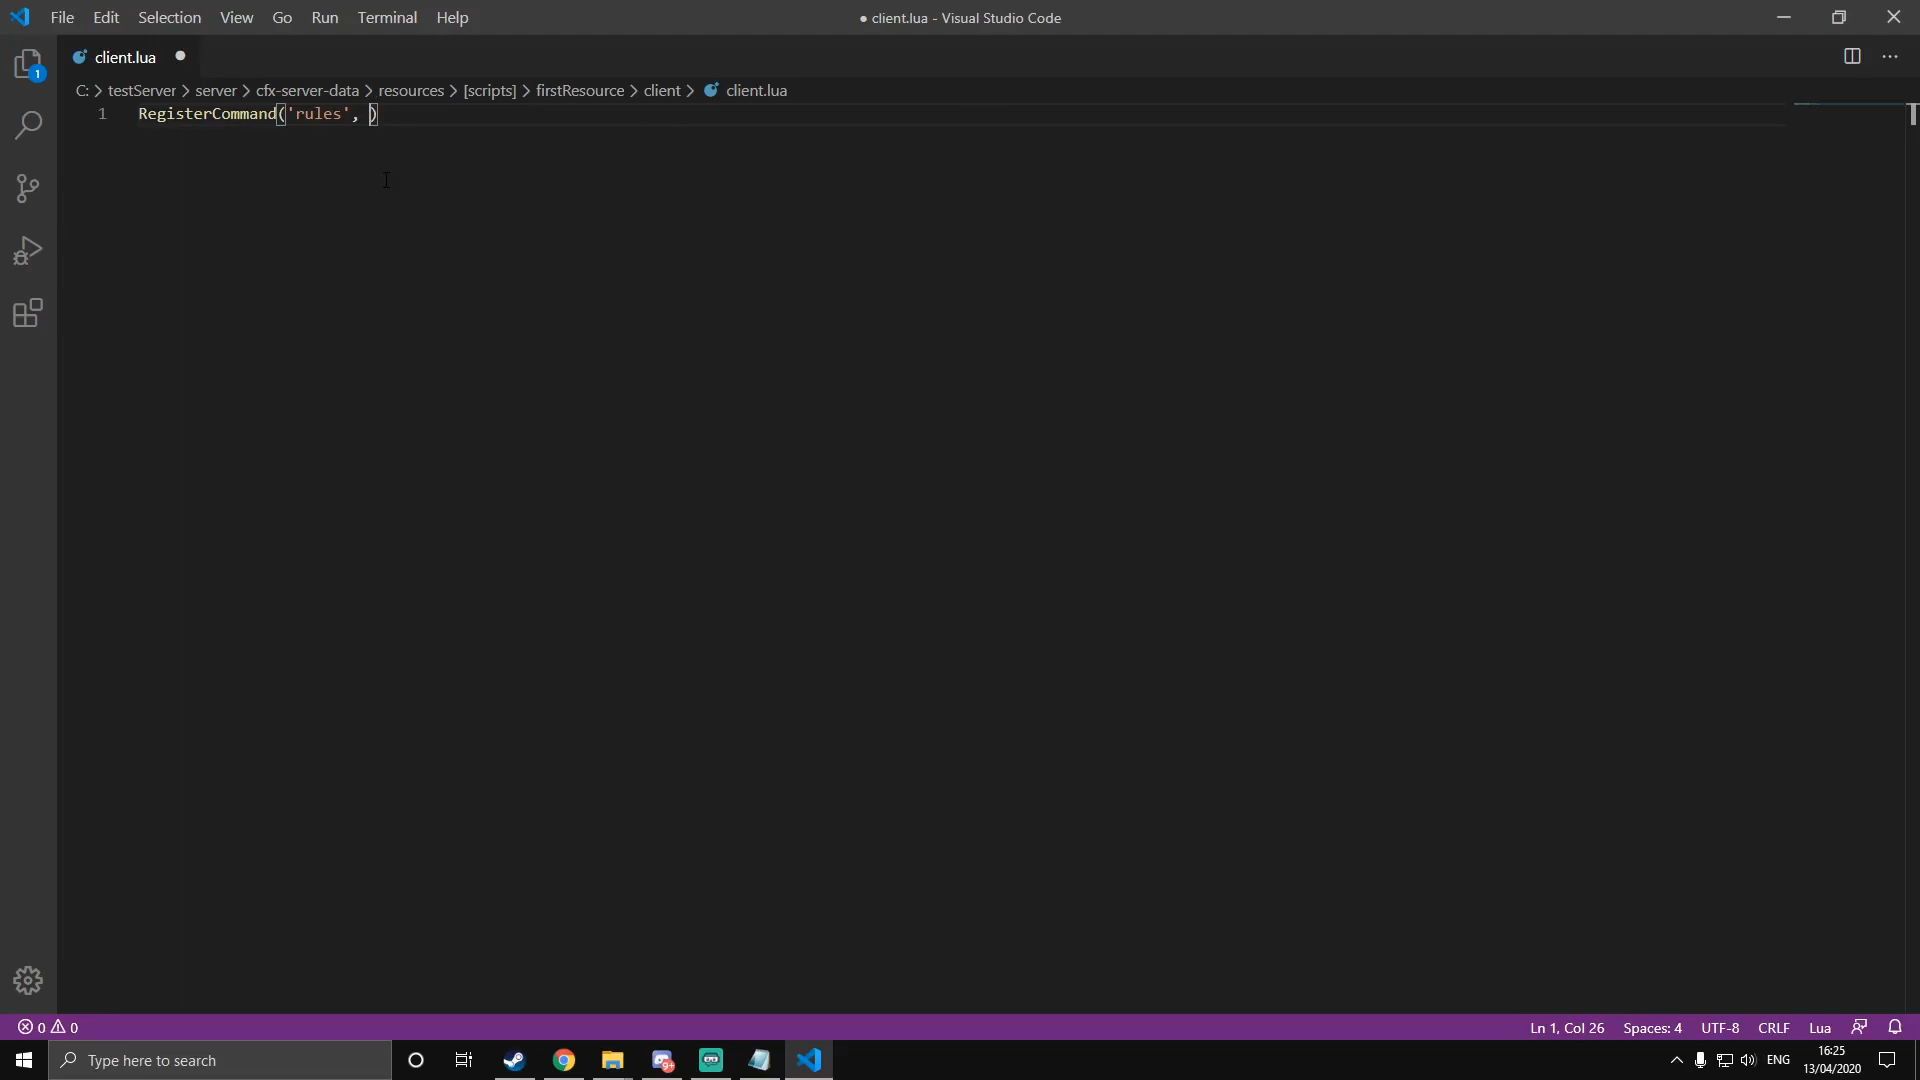 File Edit Selection View Go Run Terminal Help
● client.lua - Visual Studio Code
client.lua
1
C: > testServer > server > cfx-server-data > resources > [scripts] > firstResource > client > client.lua
1 RegisterCommand('rules', )
0 0
Ln 1, Col 26 Spaces: 4 UTF-8 CRLF Lua
Type here to search
9+
ENG
16:25
13/04/2020